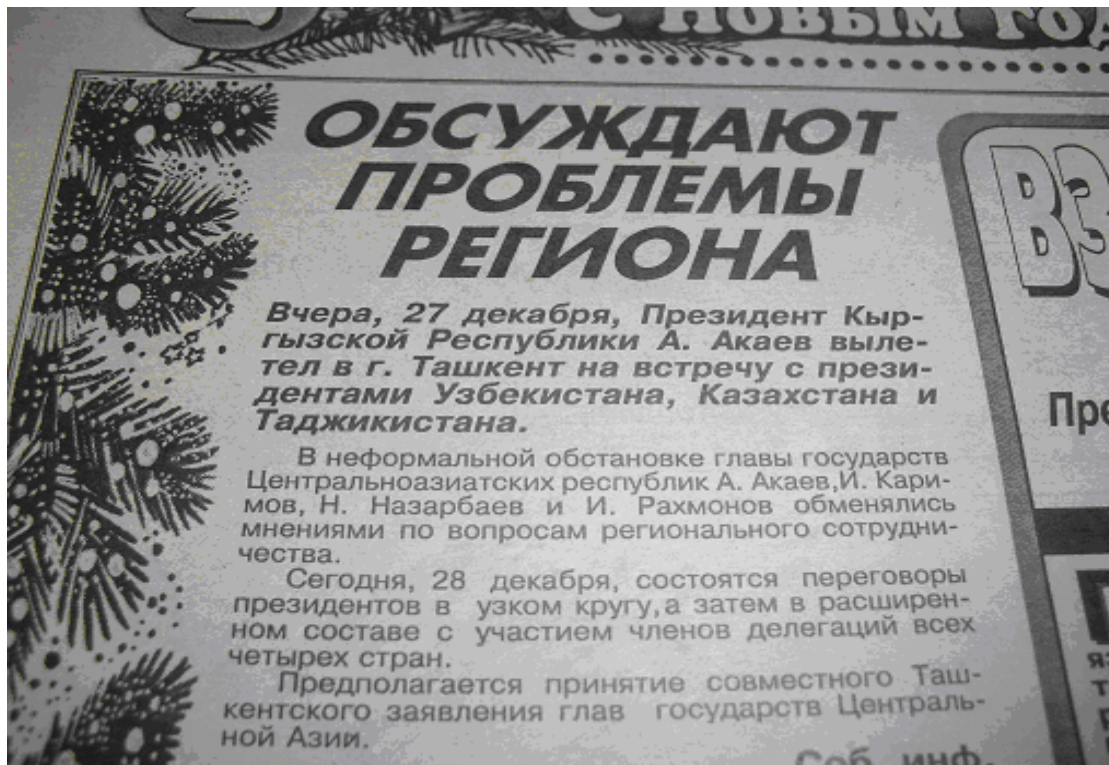 С НОВЫМ ГОД
ОБСУЖДАЮТ
ПРОБЛЕМЫ
РЕГИОНА
Вчера, 27 декабря, Президент Кыр-
гызской Республики А. Акаев выле-
тел в г. Ташкент на встречу с прези-
дентами Узбекистана, Казахстана и
Таджикистана.
В неформальной обстановке главы государств
Центральноазиатских республик А. Акаев,И. Кари-
мов, Н. Назарбаев и И. Рахмонов обменялись
мнениями по вопросам регионального сотрудни-
чества.
Сегодня, 28 декабря, состоятся переговоры
президентов в узком кругу,а затем в расширен-
ном составе с участием членов делегаций всех
четырех стран.
Предполагается принятие совместного Таш-
кентского заявления глав государств Централь-
ной Азии.
Соб. инф.
ВЗ
Пре